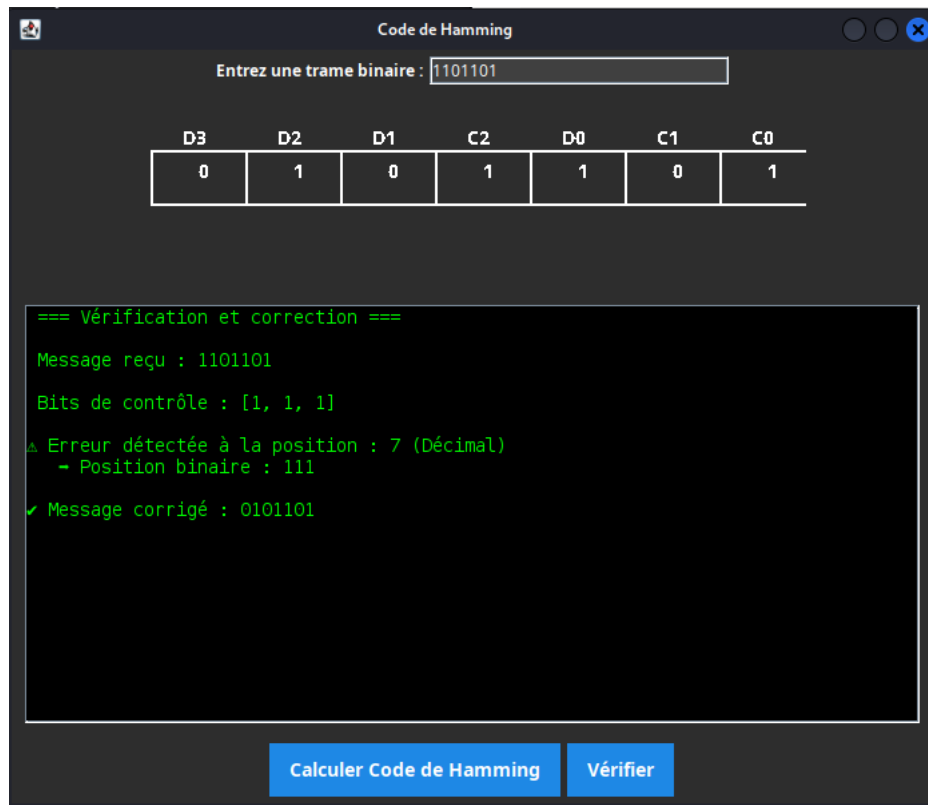 Code de Hamming
Entrez une trame binaire : 1101101
D3 D2 D1 C2 D0 C1 C0
0 1 0 1 1 0 1
=== Vérification et correction ===
Message reçu : 1101101
Bits de contrôle : [1, 1, 1]
⚠ Erreur détectée à la position : 7 (Décimal)
➡ Position binaire : 111
✔ Message corrigé : 0101101
Calculer Code de Hamming Vérifier